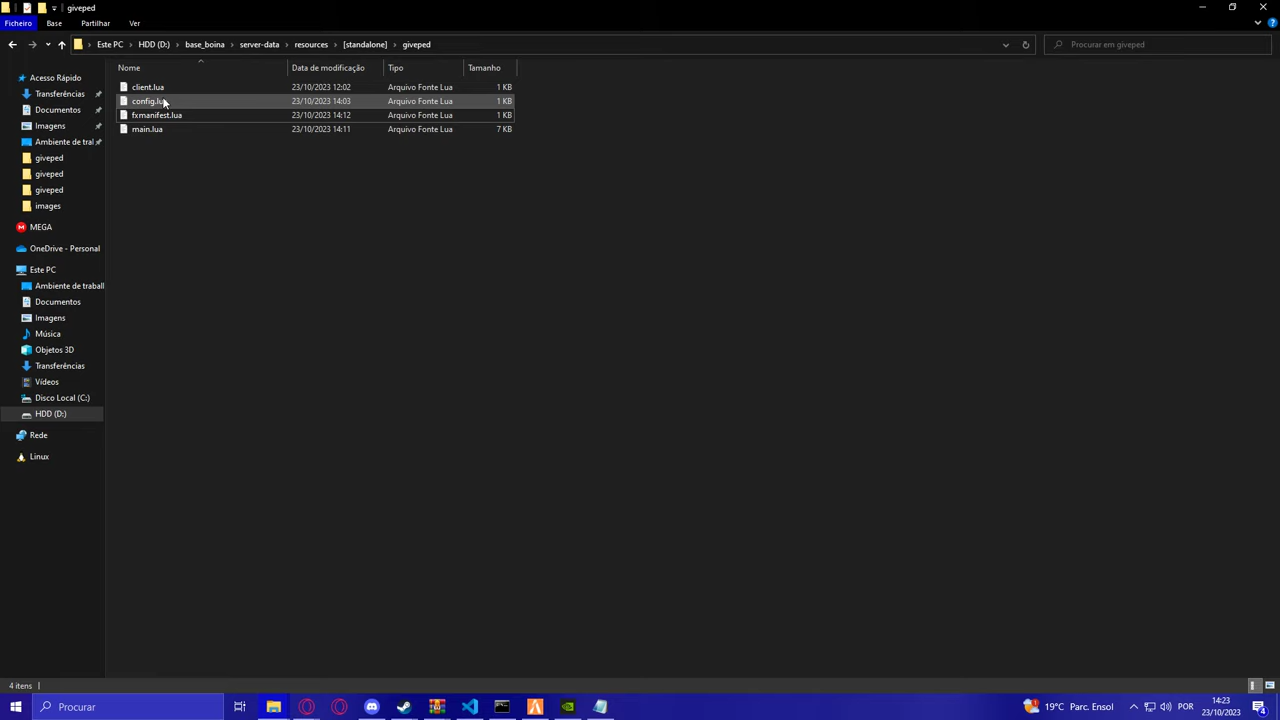 giveped
Ficheiro Base Partilhar Ver
Este PC HDD (D:) base_boina server-data resources [standalone] giveped
Procurar em giveped
Nome Data de modificação Tipo Tamanho
client.lua 23/10/2023 12:02 Arquivo Fonte Lua 1 KB
config.lua 23/10/2023 14:03 Arquivo Fonte Lua 1 KB
fxmanifest.lua 23/10/2023 14:12 Arquivo Fonte Lua 1 KB
main.lua 23/10/2023 14:11 Arquivo Fonte Lua 7 KB
Acesso Rápido
Transferências
Documentos
Imagens
Ambiente de tral
giveped
giveped
giveped
images
MEGA
OneDrive - Personal
Este PC
Ambiente de traball
Documentos
Imagens
Música
Objetos 3D
Transferências
Vídeos
Disco Local (C:)
HDD (D:)
Rede
Linux
4 itens
Procurar
19°C Parc. Ensol
POR
14:23
23/10/2023
4